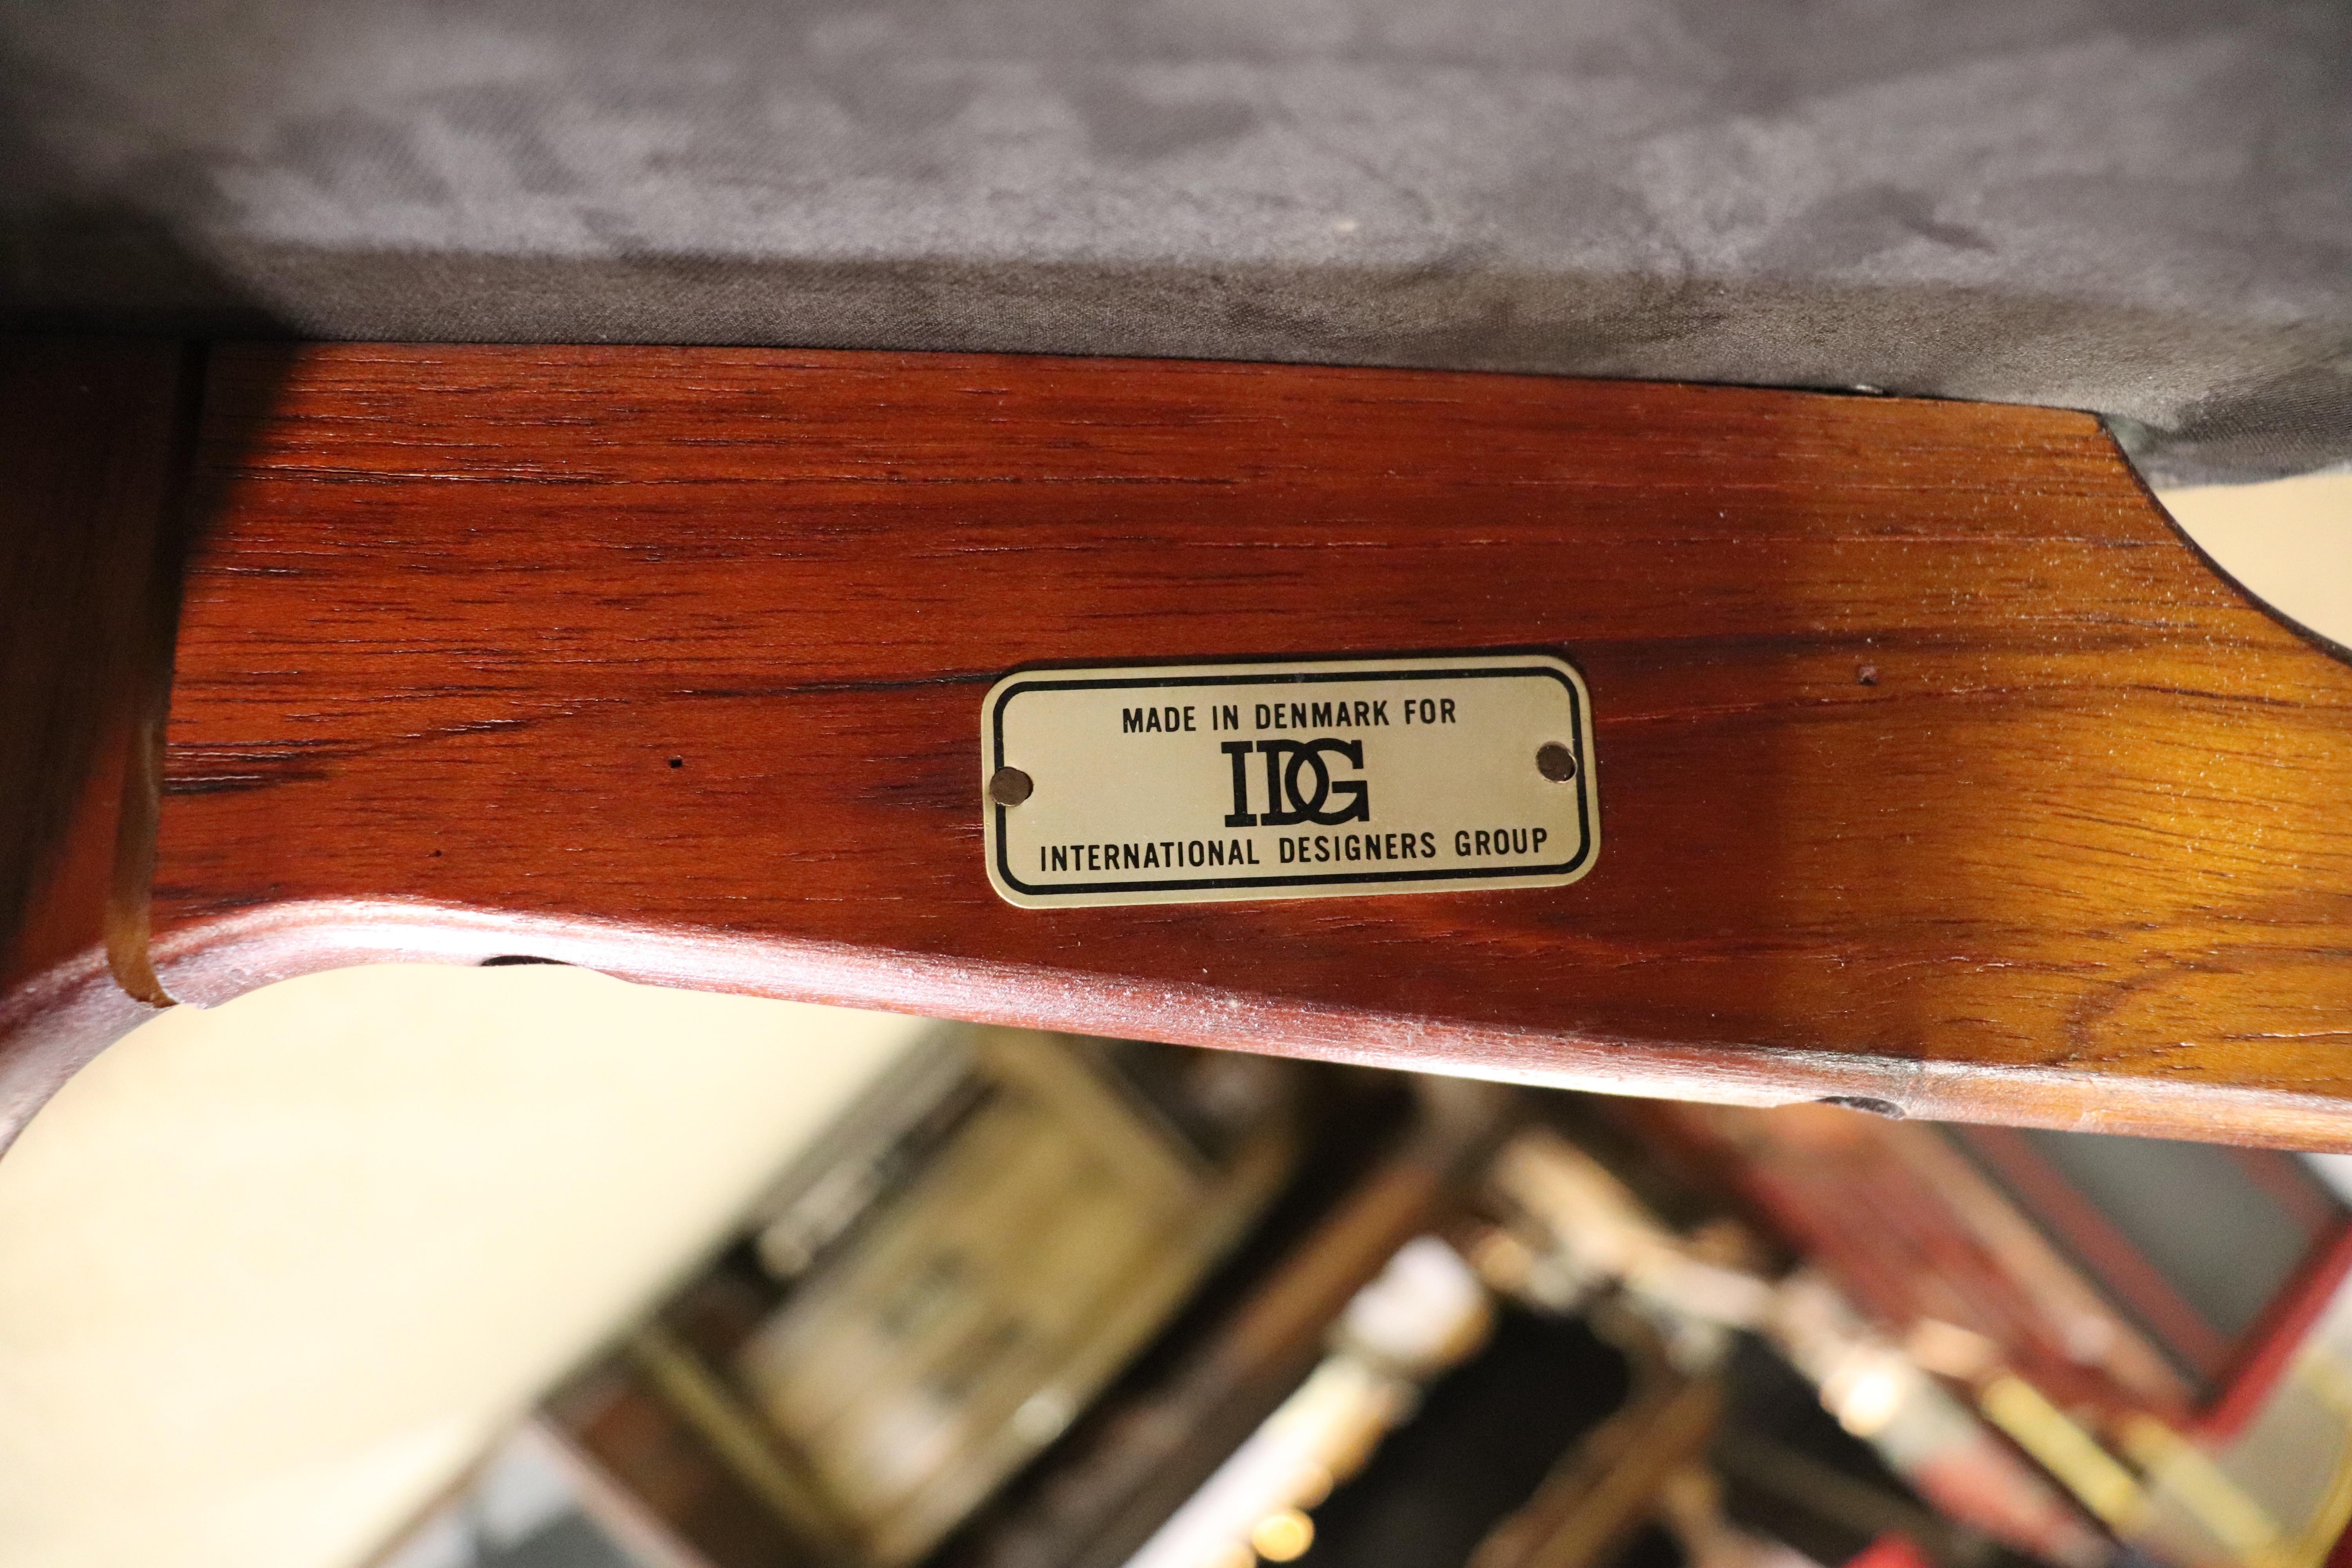 MADE IN DENMARK FOR
IDG
INTERNATIONAL DESIGNERS GROUP